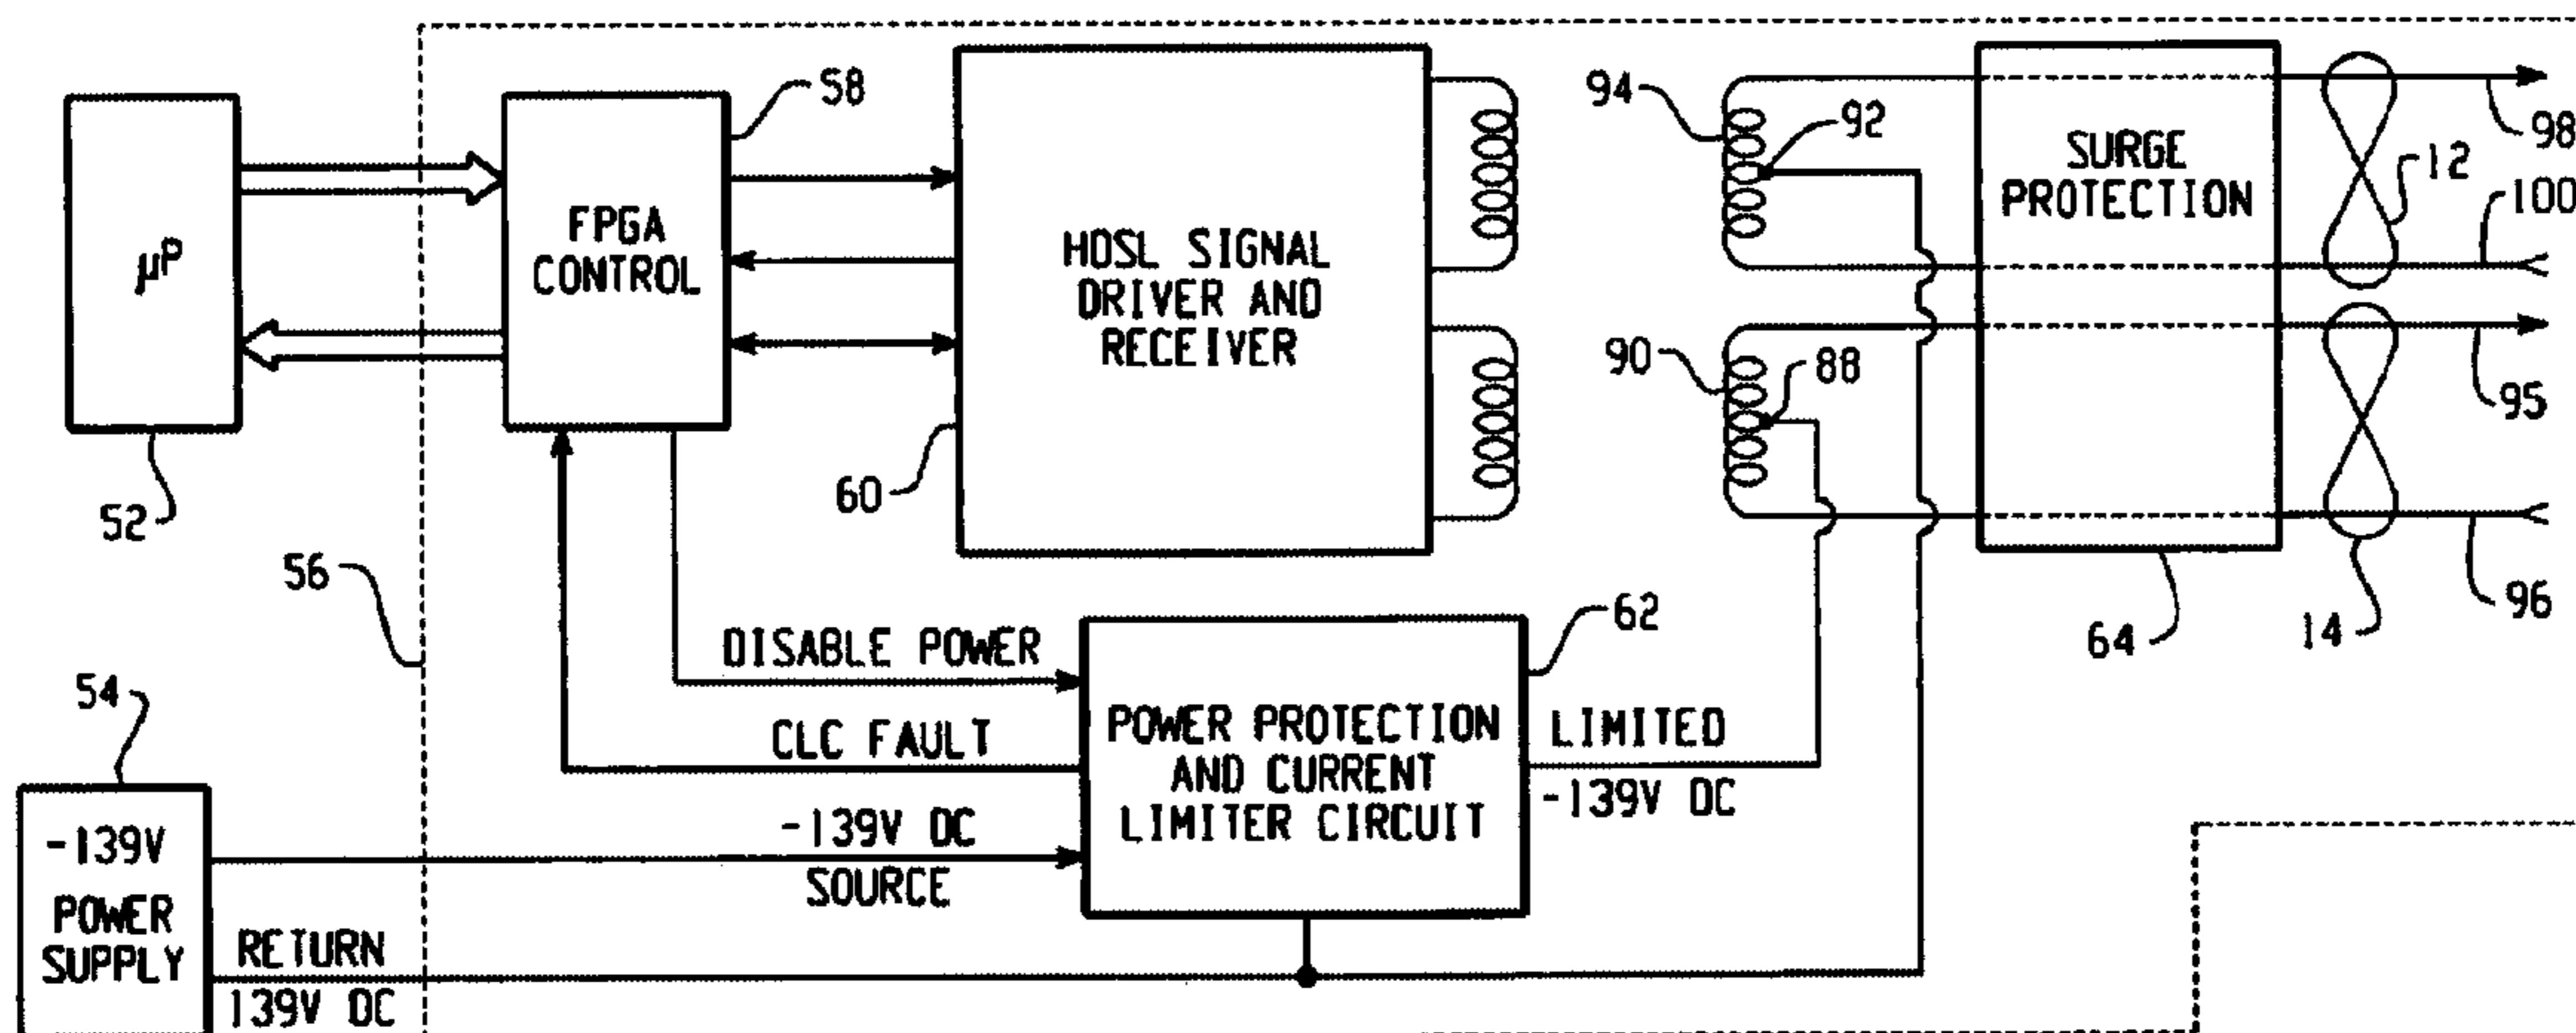 µP
52
58
FPGA
CONTROL
HDSL SIGNAL
DRIVER AND
RECEIVER
60
94
92
90
88
SURGE
PROTECTION
64
98
12
100
95
14
96
56
54
-139V
POWER
SUPPLY
RETURN
139V DC
DISABLE POWER
CLC FAULT
-139V DC
SOURCE
62
POWER PROTECTION
AND CURRENT
LIMITER CIRCUIT
LIMITED
-139V DC